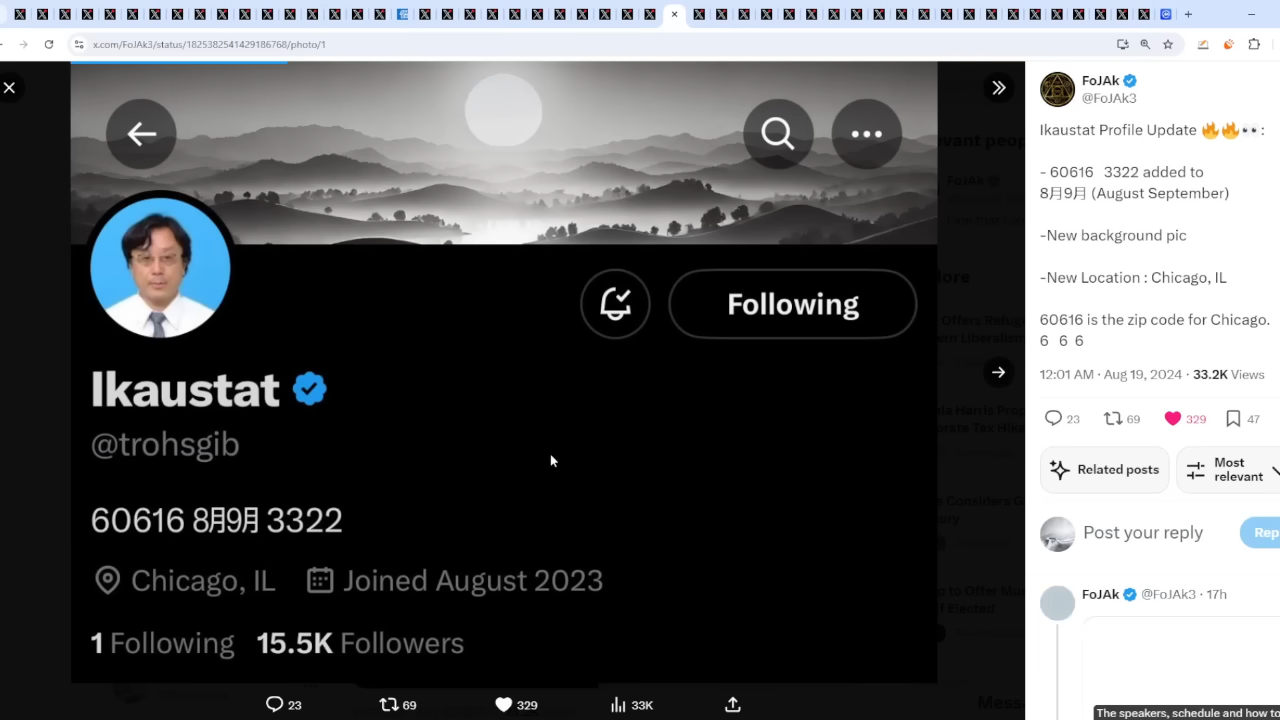 x.com/FoJAk3/status/1825382541429186768/photo/1
Following
Ikaustat
@trohsgib
60616 8月9月 3322
Chicago, IL Joined August 2023
1 Following 15.5K Followers
23 69 329 33K
FoJAk
@FoJAk3
Ikaustat Profile Update 🔥🔥👀:
- 60616 3322 added to
8月9月 (August September)
-New background pic
-New Location : Chicago, IL
60616 is the zip code for Chicago.
6 6 6
12:01 AM · Aug 19, 2024 · 33.2K Views
23 69 329 47
Related posts
Most
relevant
Post your reply
Rep
FoJAk @FoJAk3 · 17h
The speakers, schedule and how to